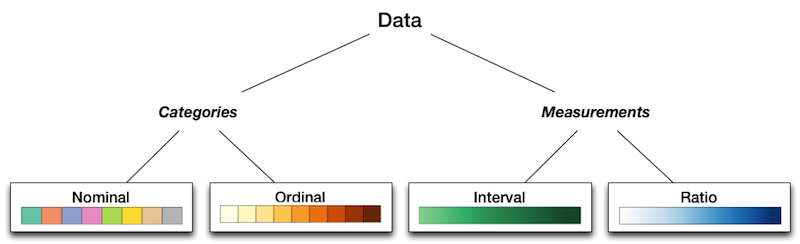 Data
Categories
Measurements
Nominal
Ordinal
Interval
Ratio